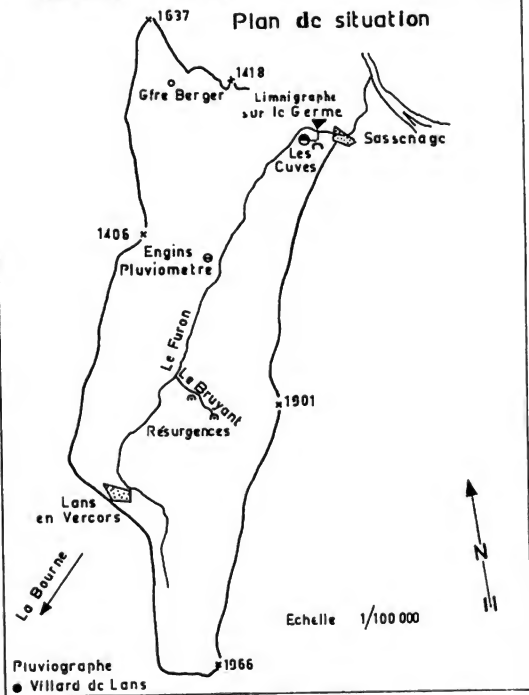 Plan de situation
1637
1418
Gfre Berger
Limnigraphe
sur le Germe
Les
Cuves
Sassenage
1406
Engins
Pluviometre
Le Furon
Le Bruyant
Résurgences
1901
Lans
en Vercors
La Bourne
N
Echelle 1/100 000
1966
Pluviographe
Villard de Lans